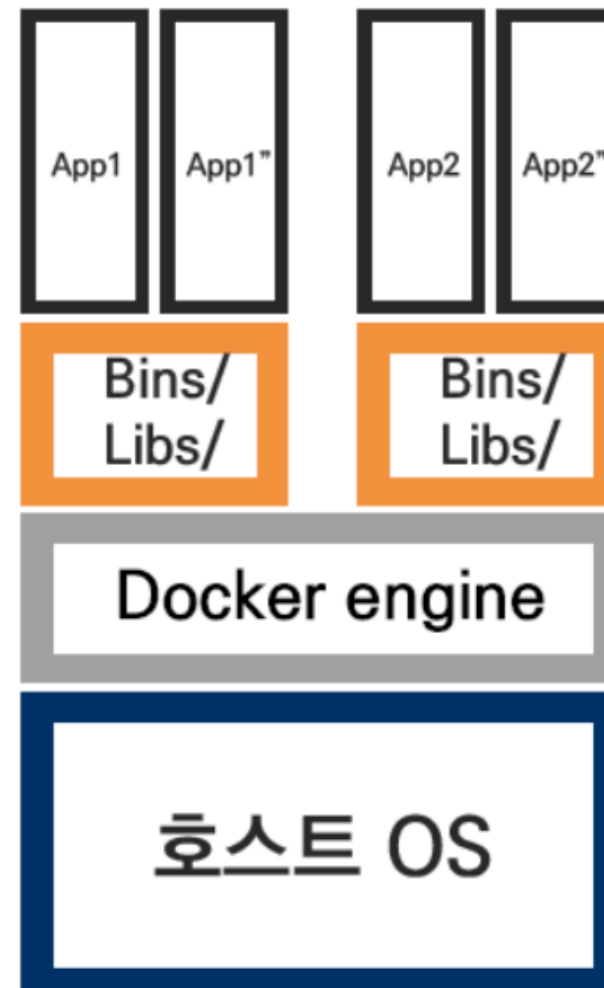 App1
App1”
App2
App2”
Bins/
Libs/
Bins/
Libs/
Docker engine
호스트 OS